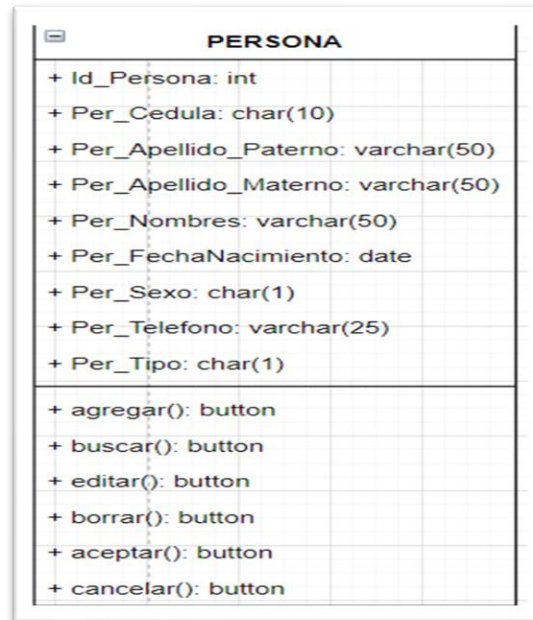 PERSONA
+ Id_Persona: int
+ Per_Cedula: char(10)
+ Per_Apellido_Paterno: varchar(50)
+ Per_Apellido_Materno: varchar(50)
+ Per_Nombres: varchar(50)
+ Per_FechaNacimiento: date
+ Per_Sexo: char(1)
+ Per_Telefono: varchar(25)
+ Per_Tipo: char(1)
+ agregar(): button
+ buscar(): button
+ editar(): button
+ borrar(): button
+ aceptar(): button
+ cancelar(): button